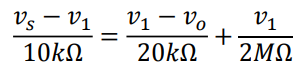 (v_s − v_1)/10kΩ = (v_1 − v_o)/20kΩ + v_1/2MΩ